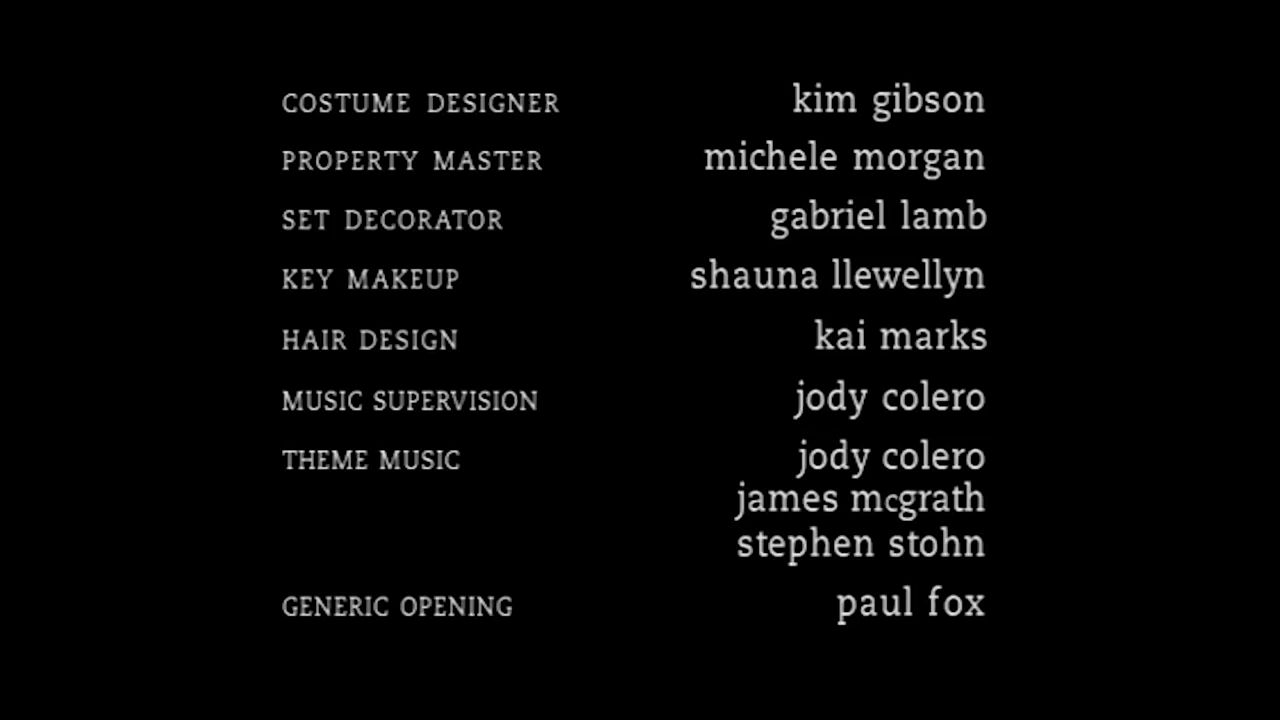 COSTUME DESIGNER kim gibson
PROPERTY MASTER michele morgan
SET DECORATOR gabriel lamb
KEY MAKEUP shauna llewellyn
HAIR DESIGN kai marks
MUSIC SUPERVISION jody colero
THEME MUSIC jody colero
james mcgrath
stephen stohn
GENERIC OPENING paul fox